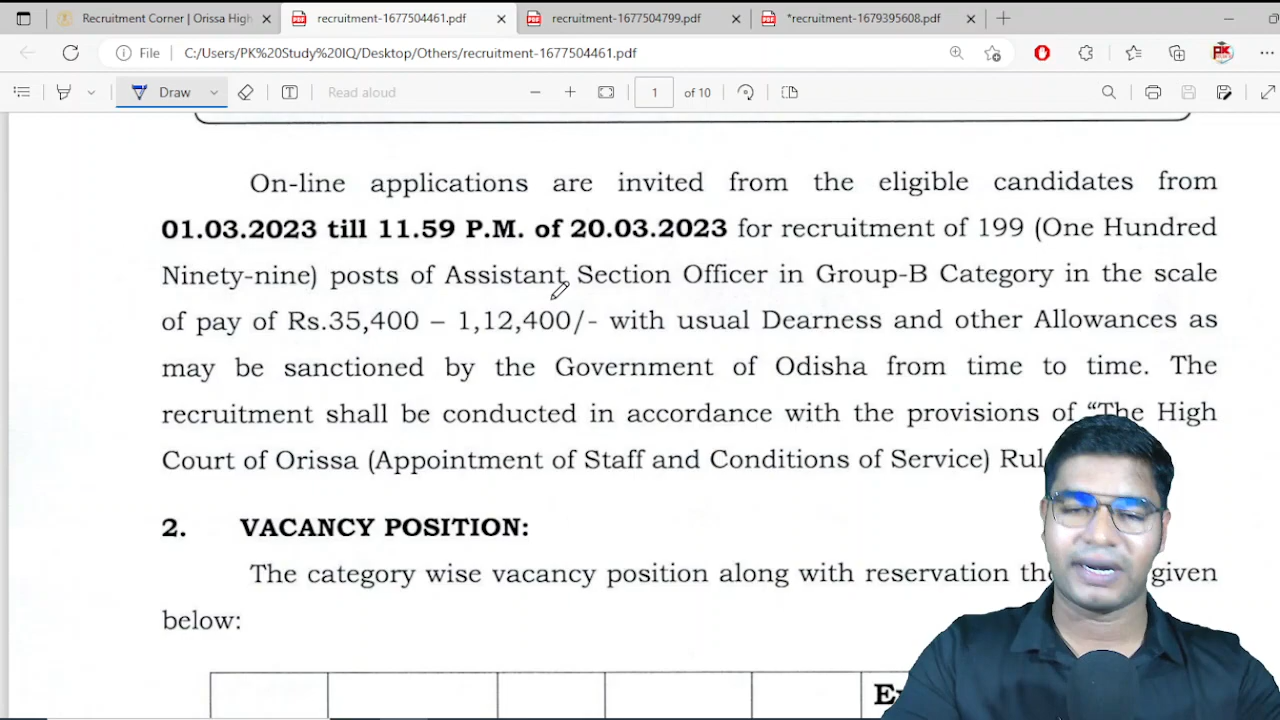 Recruitment Corner | Orissa High
recruitment-1677504461.pdf
recruitment-1677504799.pdf
*recruitment-1679395608.pdf
File
C:/Users/PK%20Study%20IQ/Desktop/Others/recruitment-1677504461.pdf
Draw
Read aloud
1 of 10
On-line applications are invited from the eligible candidates from
01.03.2023 till 11.59 P.M. of 20.03.2023 for recruitment of 199 (One Hundred
Ninety-nine) posts of Assistant Section Officer in Group-B Category in the scale
of pay of Rs.35,400 – 1,12,400/- with usual Dearness and other Allowances as
may be sanctioned by the Government of Odisha from time to time. The
recruitment shall be conducted in accordance with the provisions of “The High
Court of Orissa (Appointment of Staff and Conditions of Service)
2. VACANCY POSITION:
The category wise vacancy position along with reservation given
below: